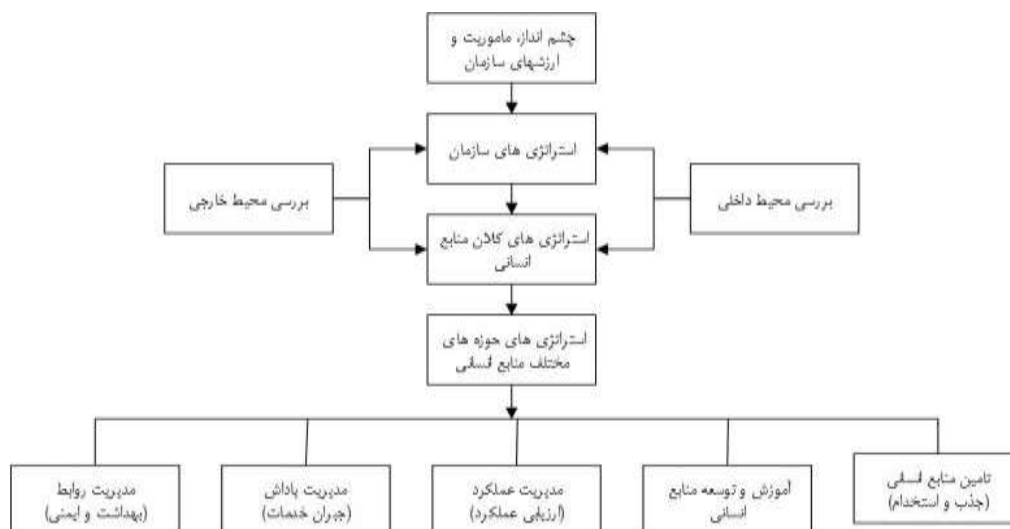 چشم انداز، ماموریت و
ارزشهای سازمان
استراتژی های سازمان
بررسی محیط داخلی
بررسی محیط خارجی
استراتژی های کلان منابع
انسانی
استراتژی های حوزه های
مختلف منابع انسانی
تامین منابع انسانی
(جذب و استخدام)
آموزش و توسعه منابع
انسانی
مدیریت عملکرد
(ارزیابی عملکرد)
مدیریت پاداش
(جبران خدمات)
مدیریت روابط
(بهداشت و ایمنی)